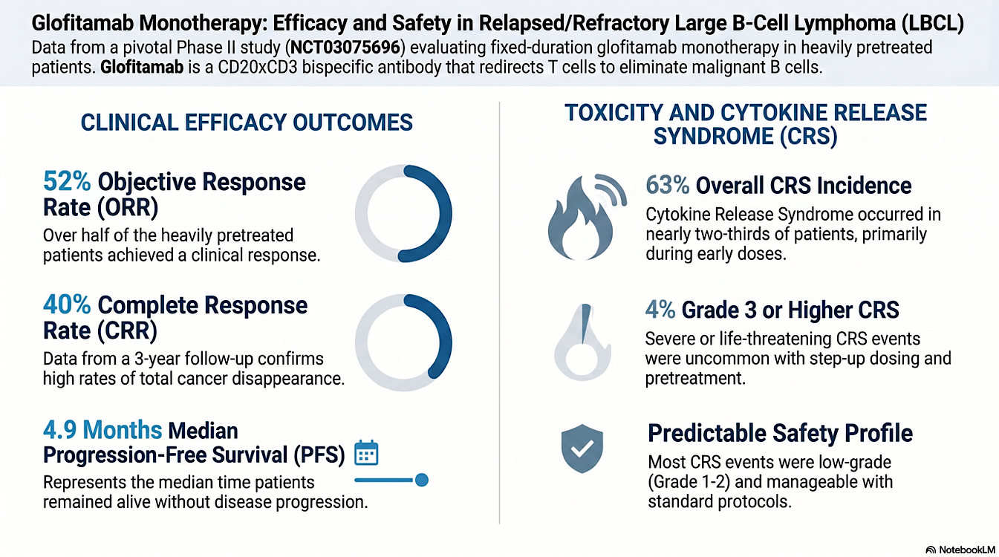 Glofitamab Monotherapy: Efficacy and Safety in Relapsed/Refractory Large B-Cell Lymphoma (LBCL)
Data from a pivotal Phase II study (NCT03075696) evaluating fixed-duration glofitamab monotherapy in heavily pretreated
patients. Glofitamab is a CD20xCD3 bispecific antibody that redirects T cells to eliminate malignant B cells.
CLINICAL EFFICACY OUTCOMES
52% Objective Response
Rate (ORR)
Over half of the heavily pretreated
patients achieved a clinical response.
40% Complete Response
Rate (CRR)
Data from a 3-year follow-up confirms
high rates of total cancer disappearance.
4.9 Months Median
Progression-Free Survival (PFS)
Represents the median time patients
remained alive without disease progression.
TOXICITY AND CYTOKINE RELEASE
SYNDROME (CRS)
63% Overall CRS Incidence
Cytokine Release Syndrome occurred in
nearly two-thirds of patients, primarily
during early doses.
4% Grade 3 or Higher CRS
Severe or life-threatening CRS events
were uncommon with step-up dosing and
pretreatment.
Predictable Safety Profile
Most CRS events were low-grade
(Grade 1-2) and manageable with
standard protocols.
NotebookLM